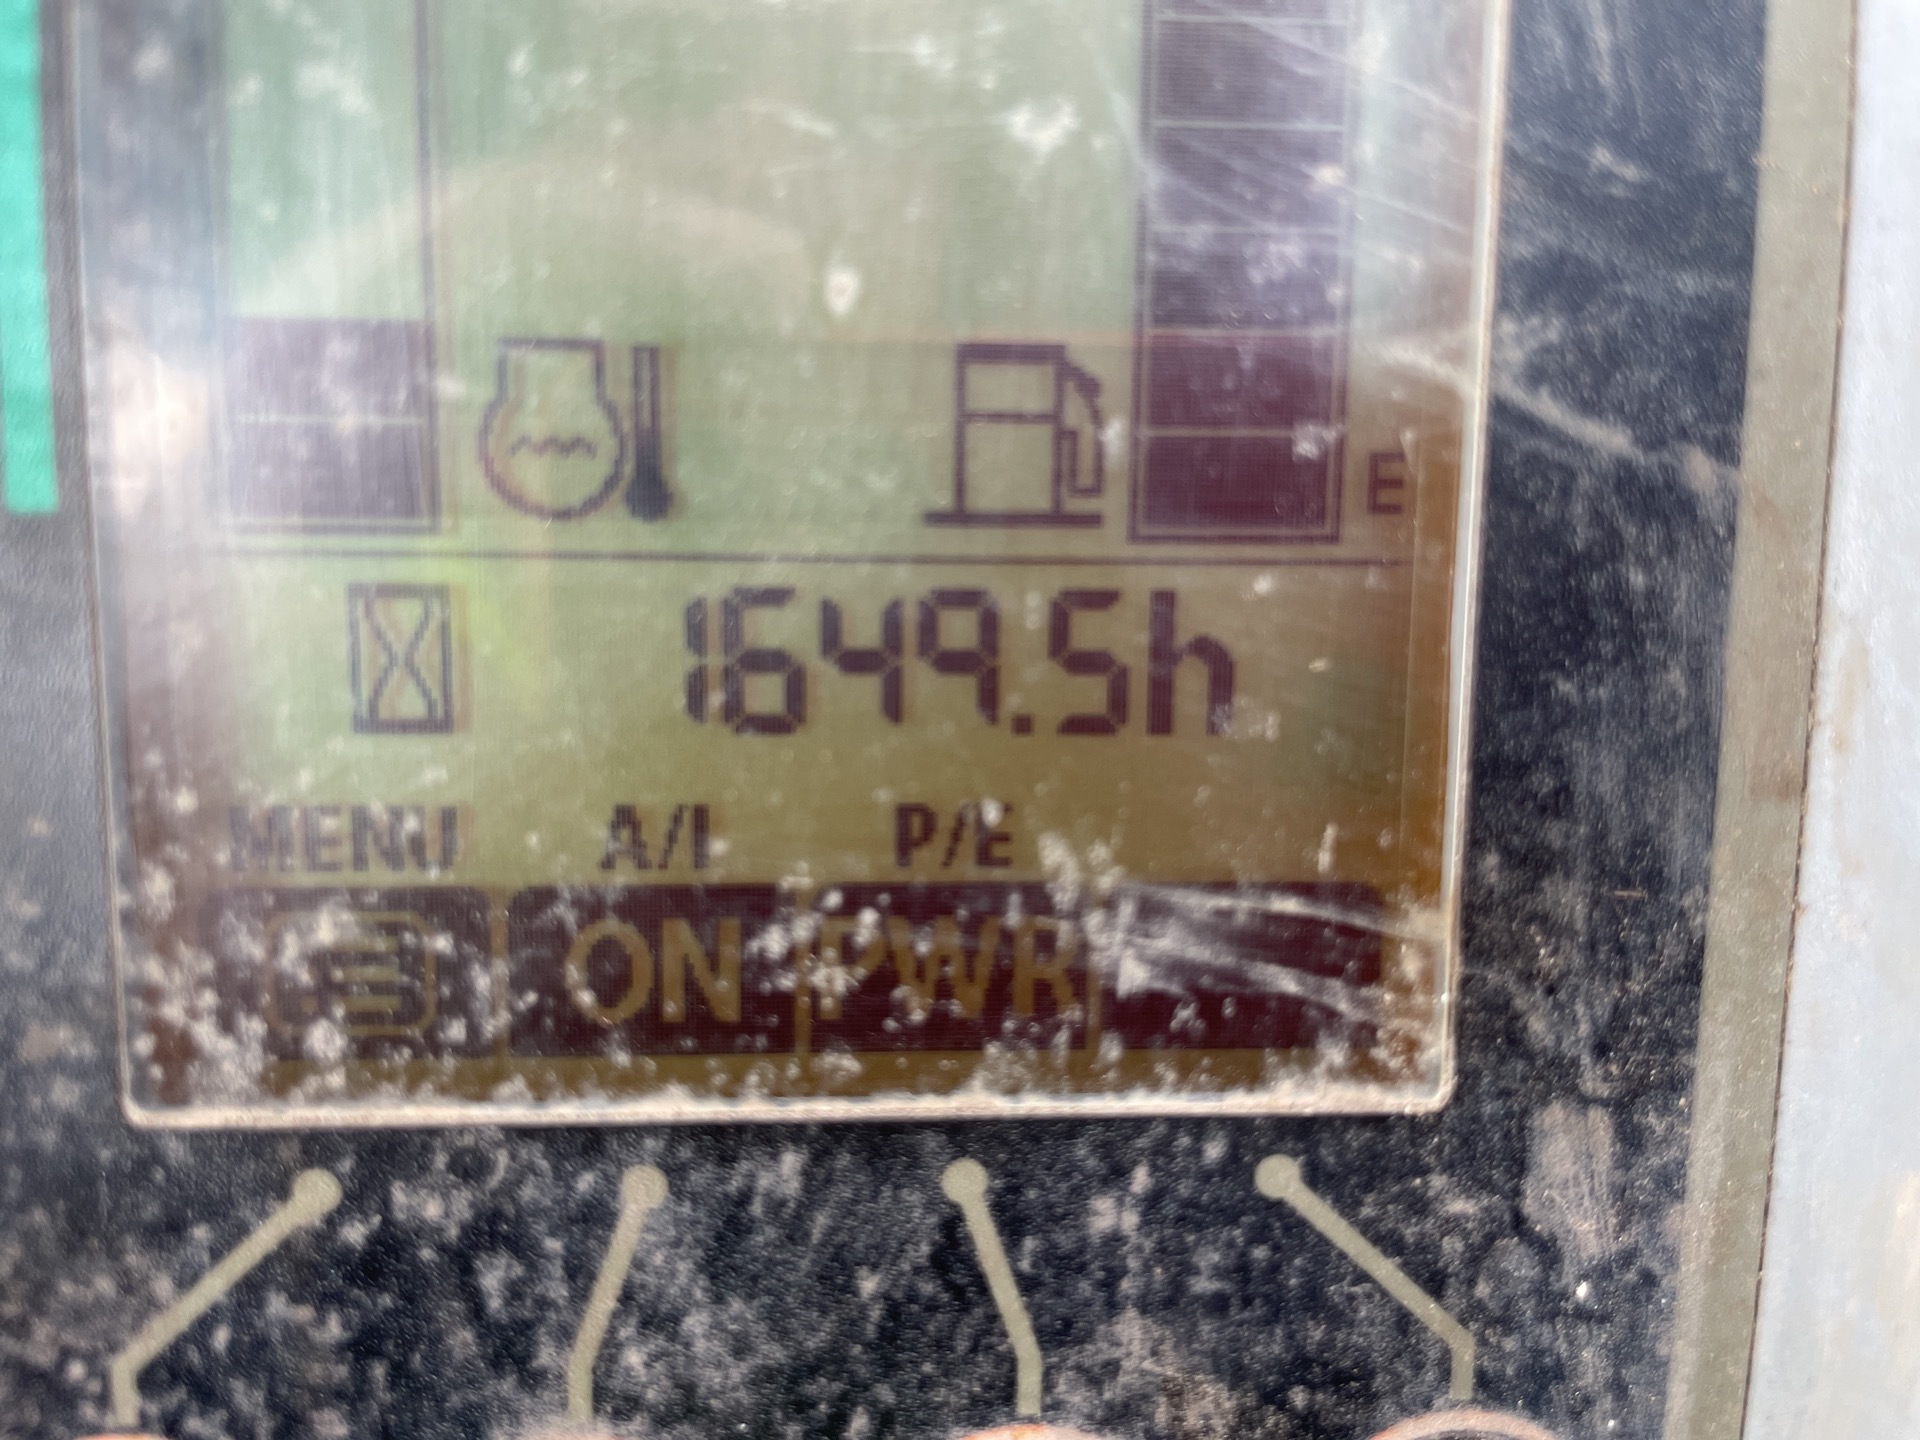 E
1649.5h
MENU A/I P/E
ON PWR